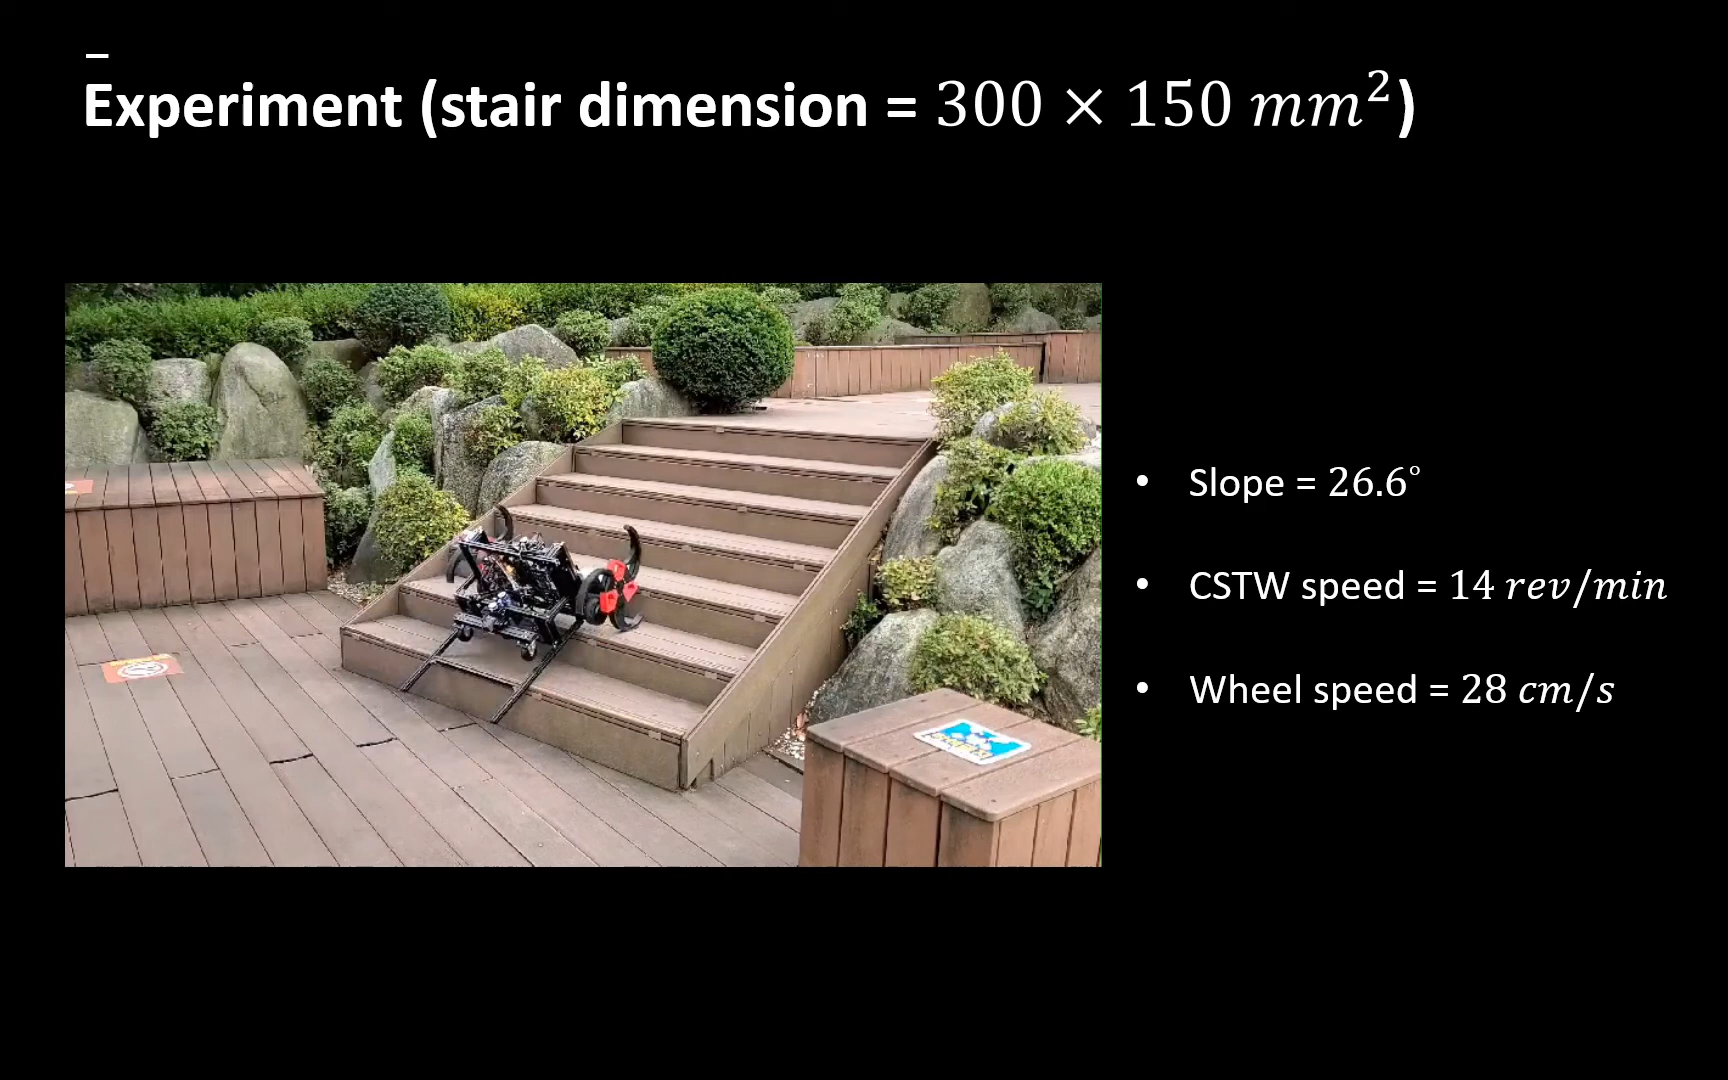 Experiment (stair dimension = 300 × 150 mm²)
• Slope = 26.6°
• CSTW speed = 14 rev/min
• Wheel speed = 28 cm/s